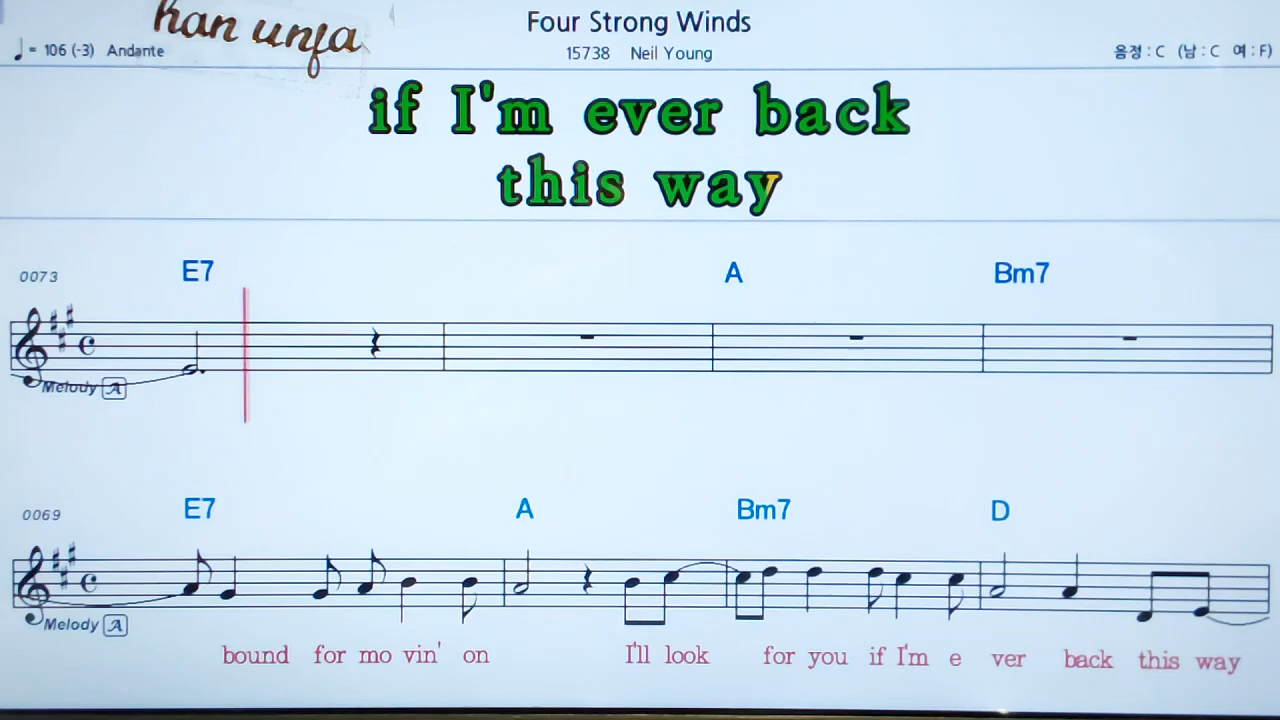 han unfa
Four Strong Winds
♩= 106 (-3) Andante
15738 Neil Young
음정 : C (남 : C 여 : F)
if I'm ever back
this way
0073 E7 A Bm7
Melody A
0069 E7 A Bm7 D
Melody A
bound for mo vin' on I'll look for you if I'm e ver back this way